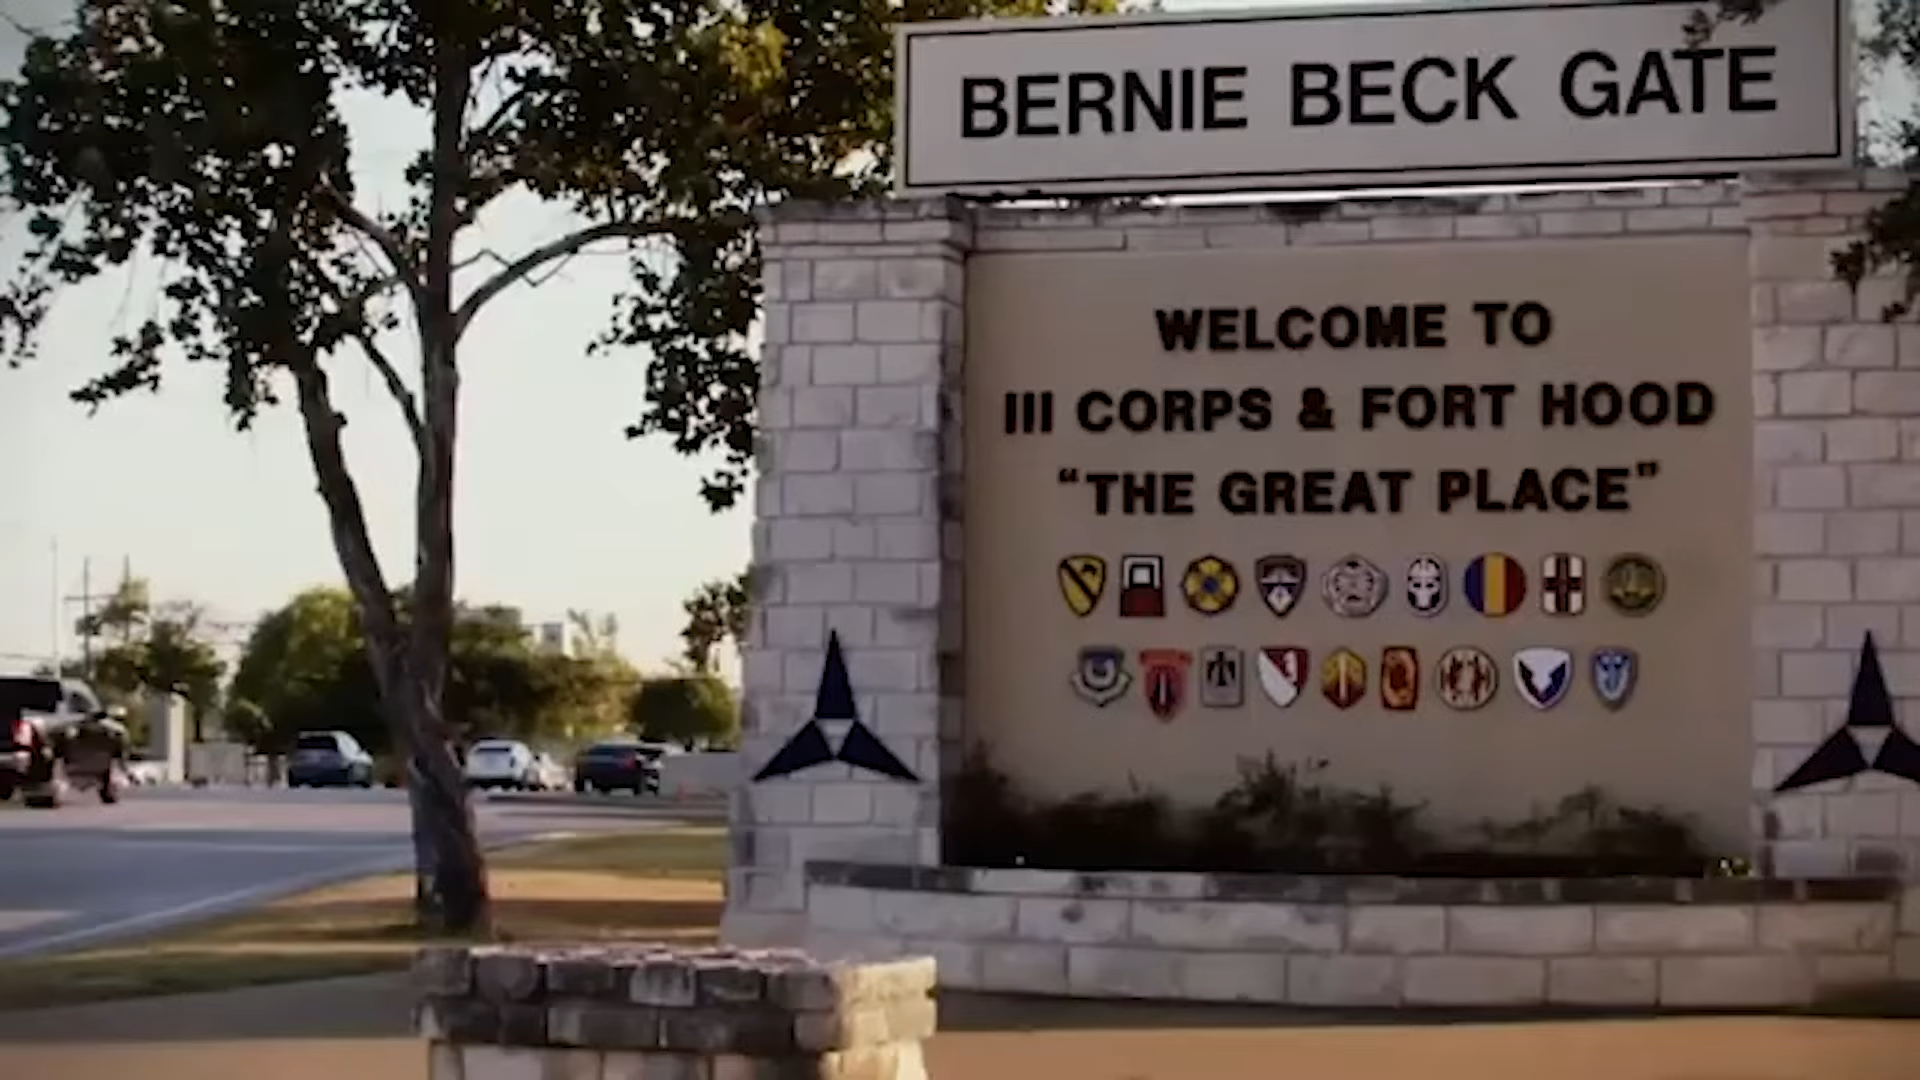 BERNIE BECK GATE
WELCOME TO
III CORPS & FORT HOOD
"THE GREAT PLACE"